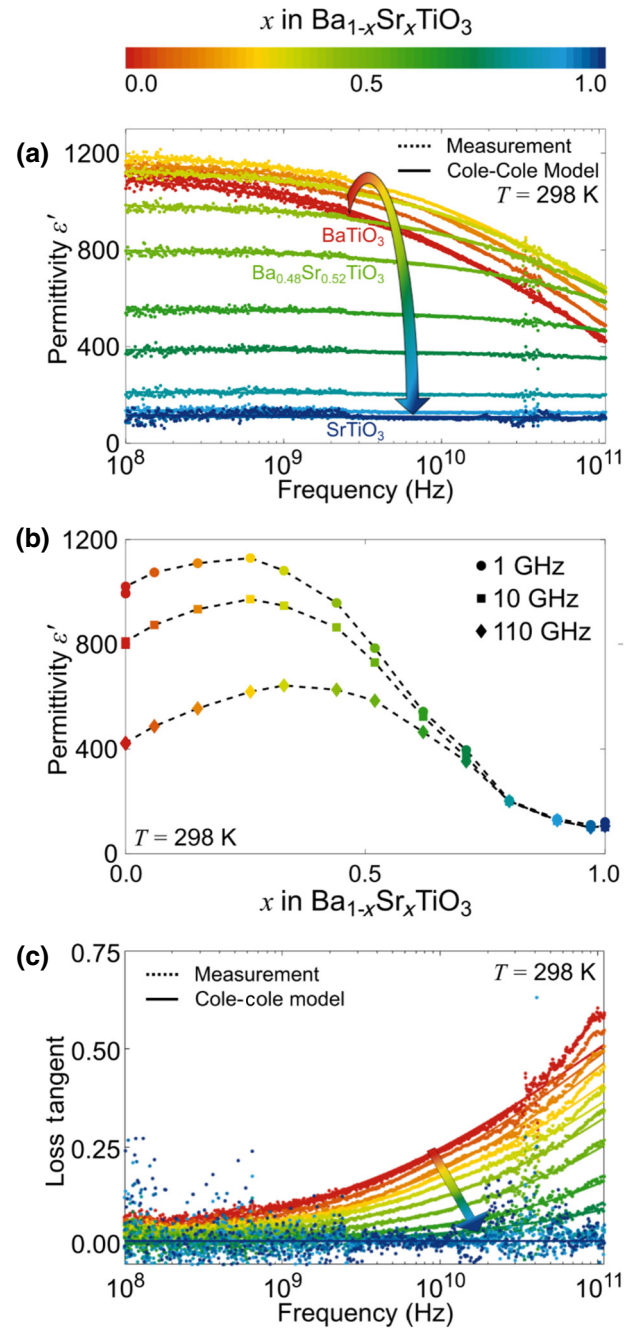 x in Ba1-xSrxTiO3
0.0 0.5 1.0
(a)
1200
800
400
0
Permittivity ε′
Measurement
Cole-Cole Model
T = 298 K
BaTiO3
Ba0.48Sr0.52TiO3
SrTiO3
10^8 10^9 10^10 10^11
Frequency (Hz)
(b)
1200
800
400
0
Permittivity ε′
1 GHz
10 GHz
110 GHz
T = 298 K
0.0 0.5 1.0
x in Ba1-xSrxTiO3
(c)
0.75
0.50
0.25
0.00
Loss tangent
Measurement
Cole-cole model
T = 298 K
10^8 10^9 10^10 10^11
Frequency (Hz)